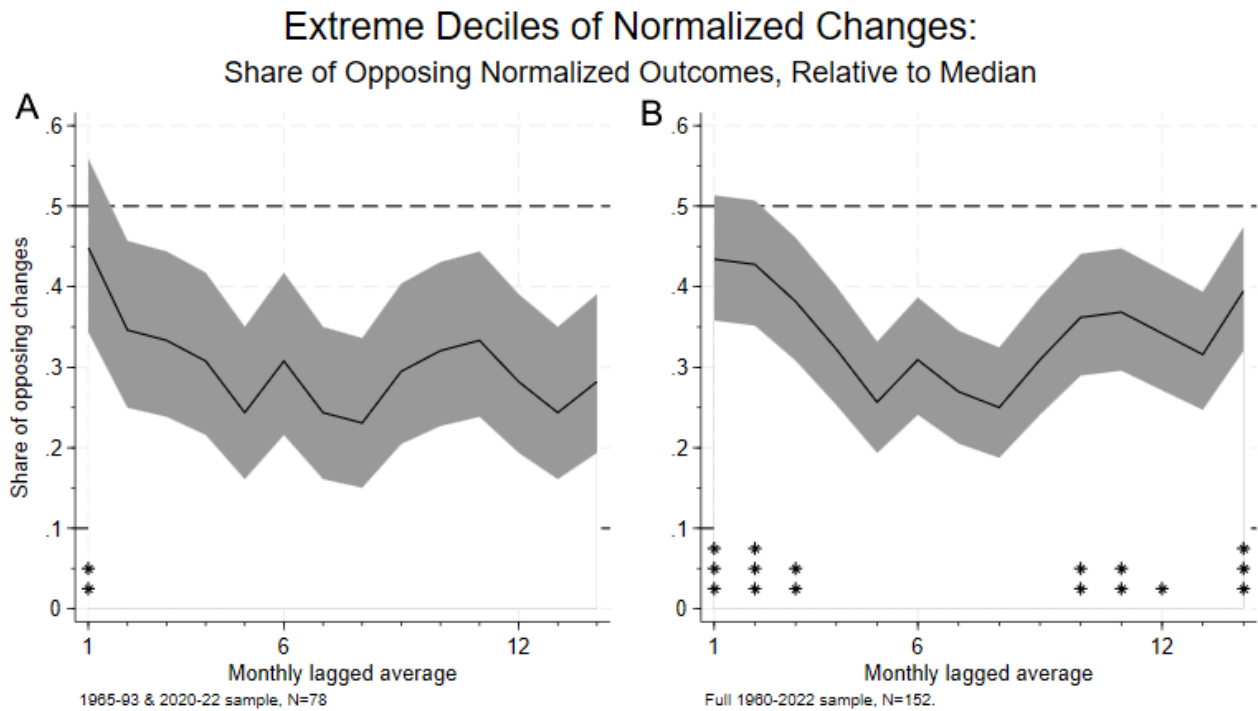 Extreme Deciles of Normalized Changes:
Share of Opposing Normalized Outcomes, Relative to Median
A
B
Share of opposing changes
.6
.5
.4
.3
.2
.1
0
1
6
12
Monthly lagged average
1965-93 & 2020-22 sample, N=78
.6
.5
.4
.3
.2
.1
0
1
6
12
Monthly lagged average
Full 1960-2022 sample, N=152.